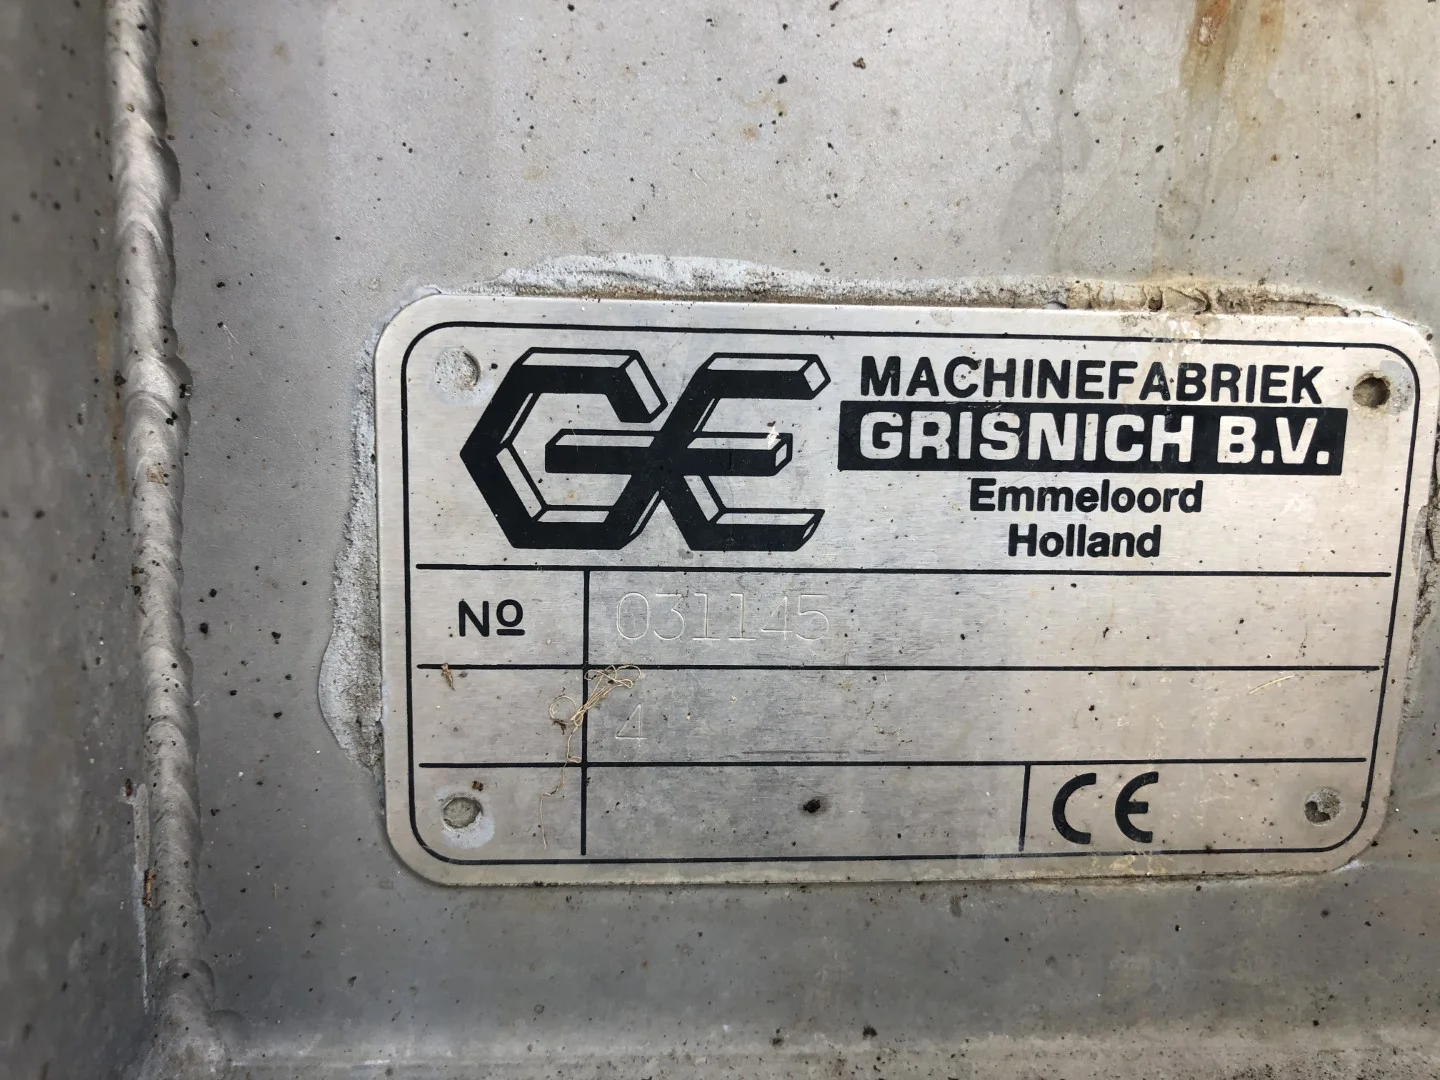 GE
MACHINEFABRIEK
GRISNICH B.V.
Emmeloord
Holland
Nº 031145
4
CE